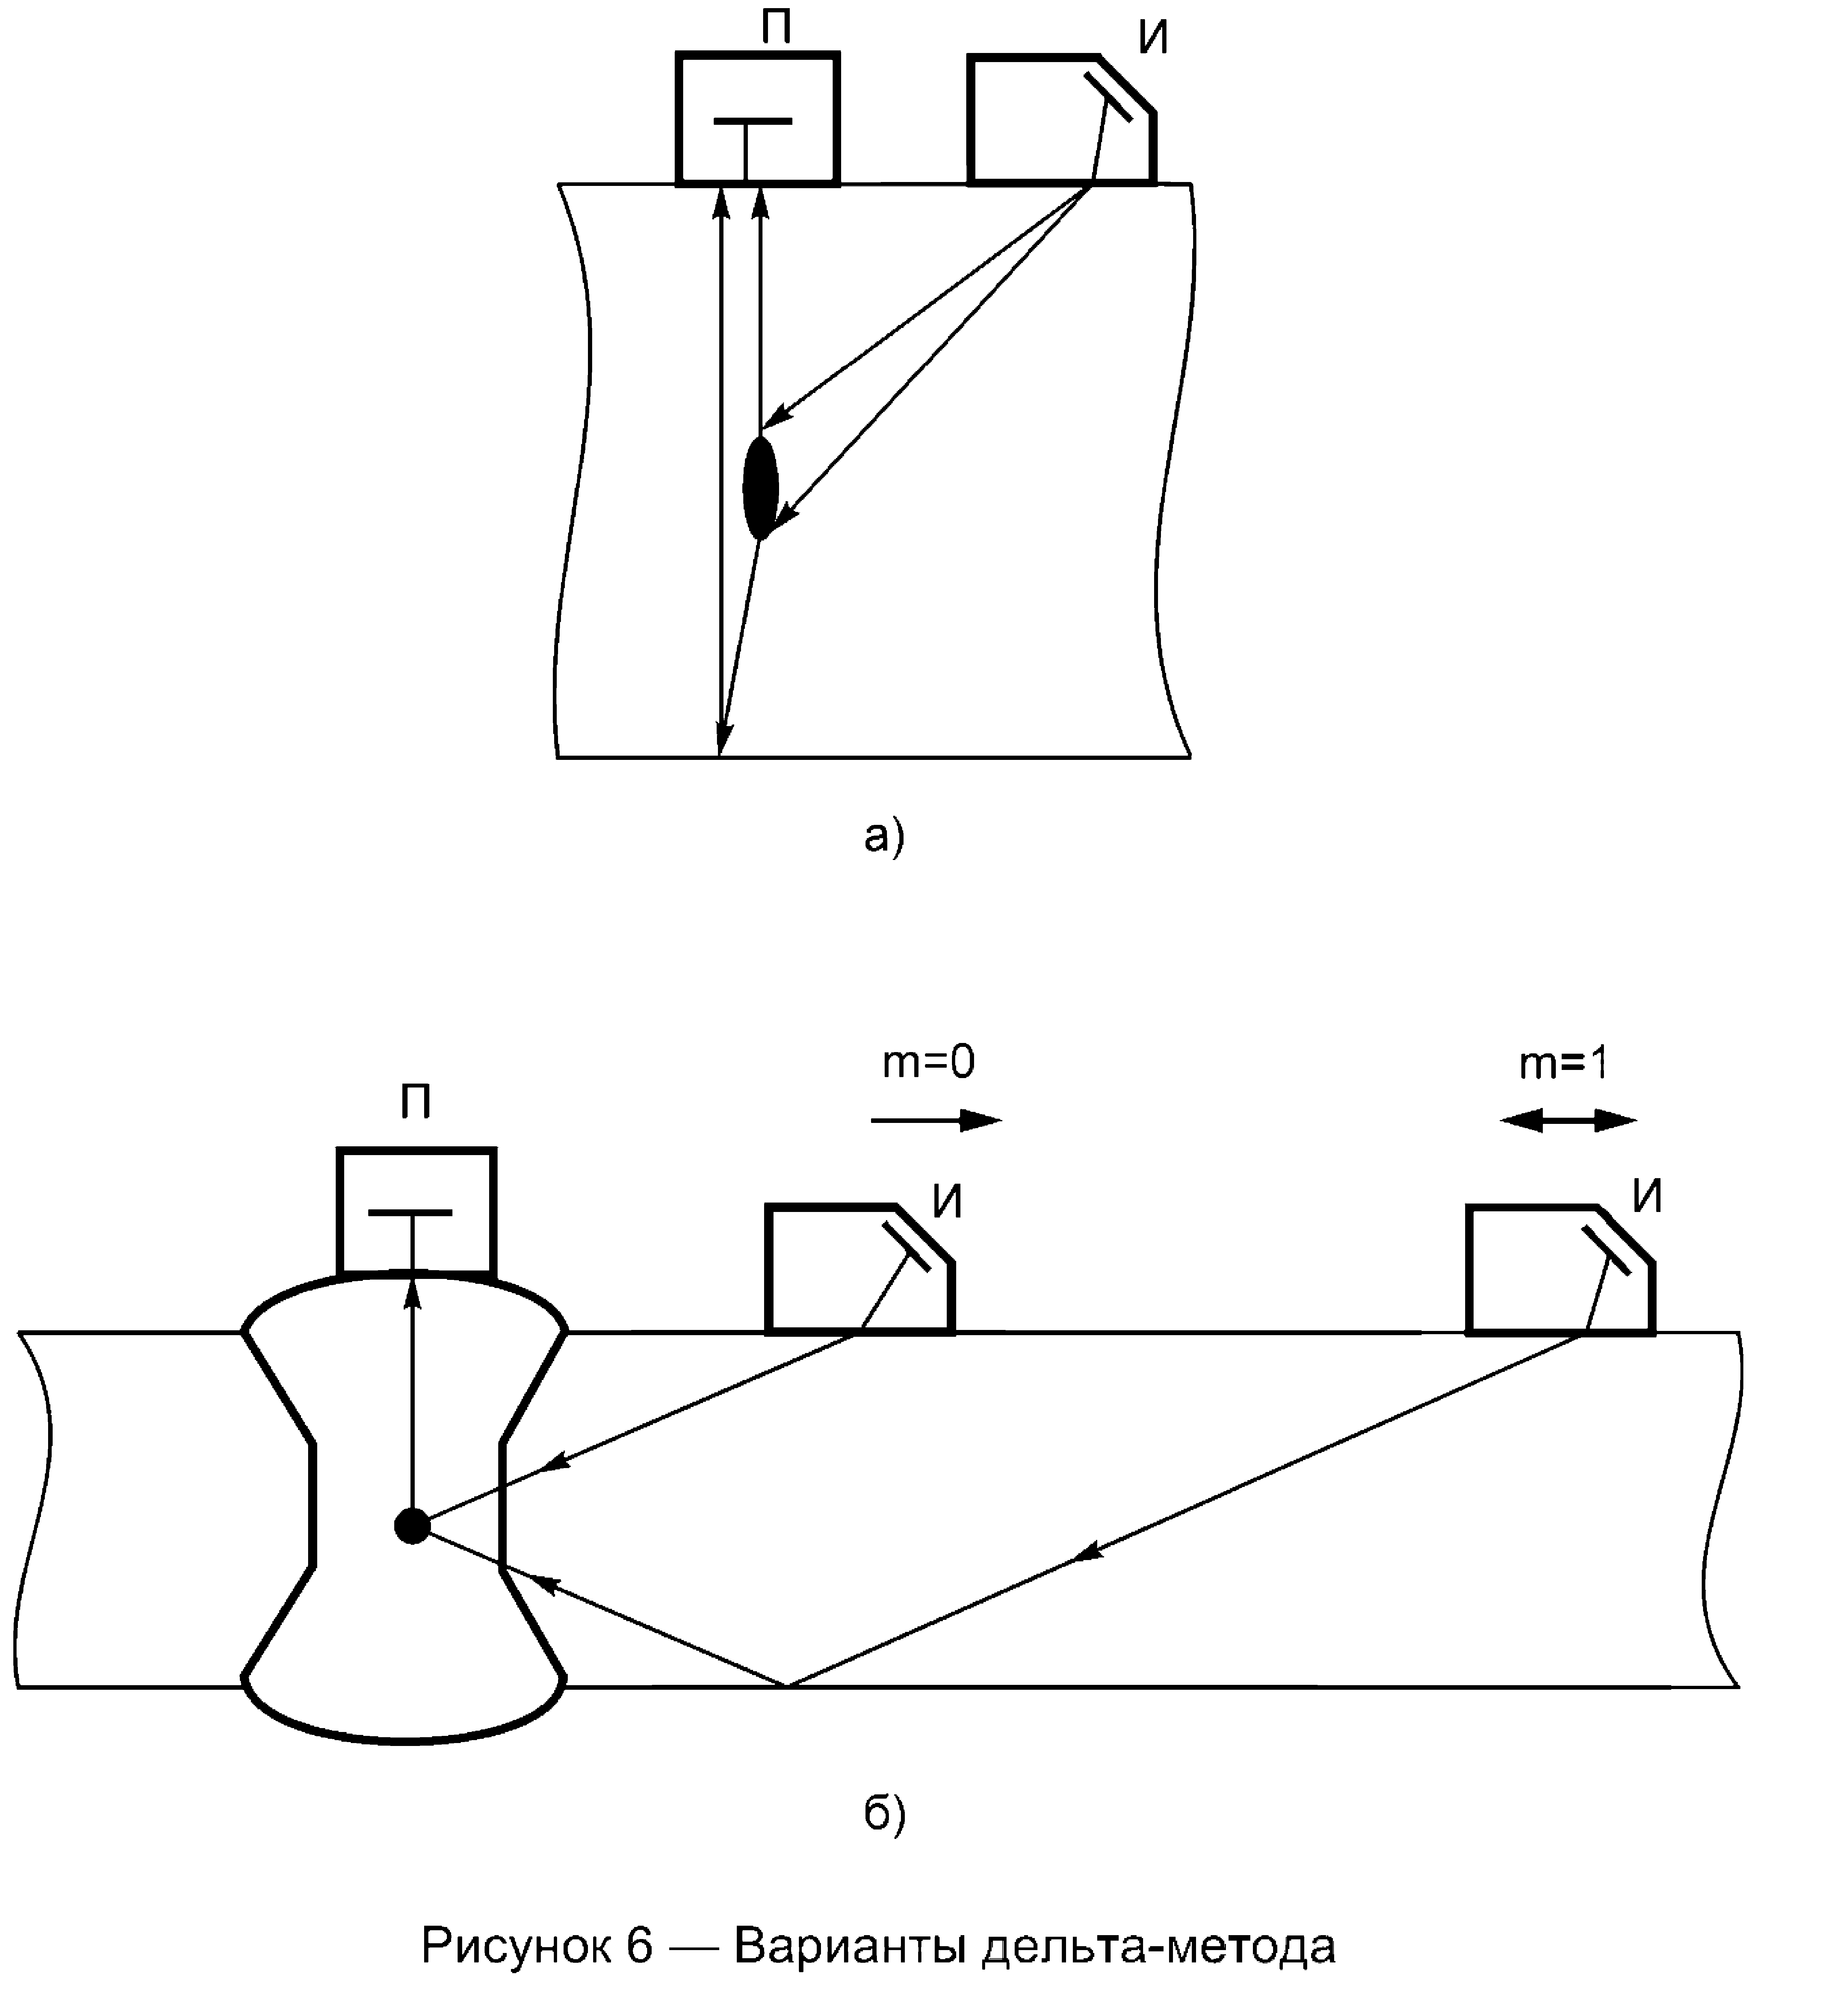 П
И
а)
m=0
m=1
П
И
И
б)
Рисунок 6 — Варианты дельта-метода